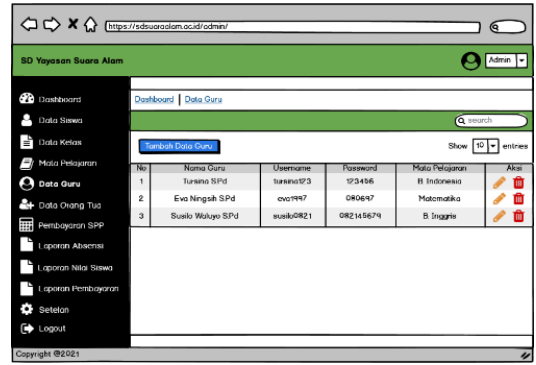 https://sdsuaraalam.ac.id/admin/
SD Yayasan Suara Alam
Admin
Dashboard
Data Siswa
Data Kelas
Mata Pelajaran
Data Guru
Data Orang Tua
Pembayaran SPP
Laporan Absensi
Laporan Nilai Siswa
Laporan Pembayaran
Setelan
Logout
Dashboard Data Guru
search
Tambah Data Guru Show 10 entries
No Nama Guru Username Password Mata Pelajaran Aksi
1 Tursina S.Pd tursina123 123456 B. Indonesia
2 Eva Ningsih S.Pd eva1997 080697 Matematika
3 Susilo Waluyo S.Pd susilo0821 082145679 B. Inggris
Copyright @2021